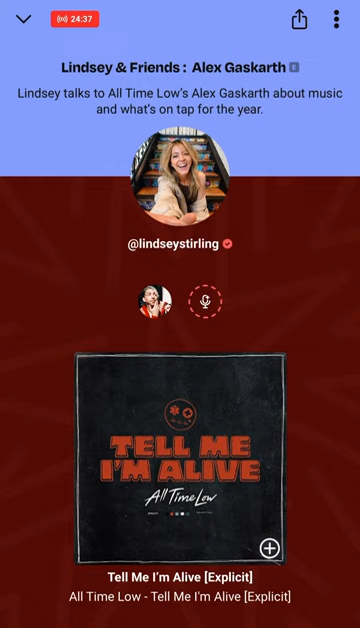 24:37
Lindsey & Friends : Alex Gaskarth E
Lindsey talks to All Time Low's Alex Gaskarth about music
and what's on tap for the year.
@lindseystirling
TELL ME
I'M ALIVE
All Time Low
Tell Me I'm Alive [Explicit]
All Time Low - Tell Me I'm Alive [Explicit]